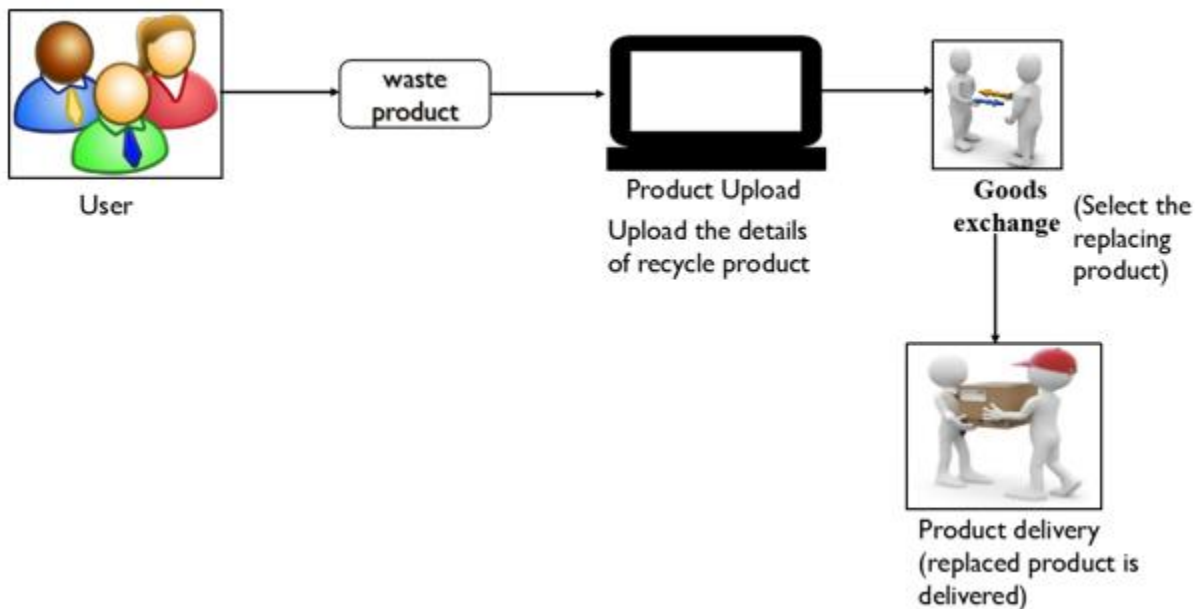 waste
product
User
Product Upload
Upload the details
of recycle product
Goods
exchange
(Select the
replacing
product)
Product delivery
(replaced product is
delivered)